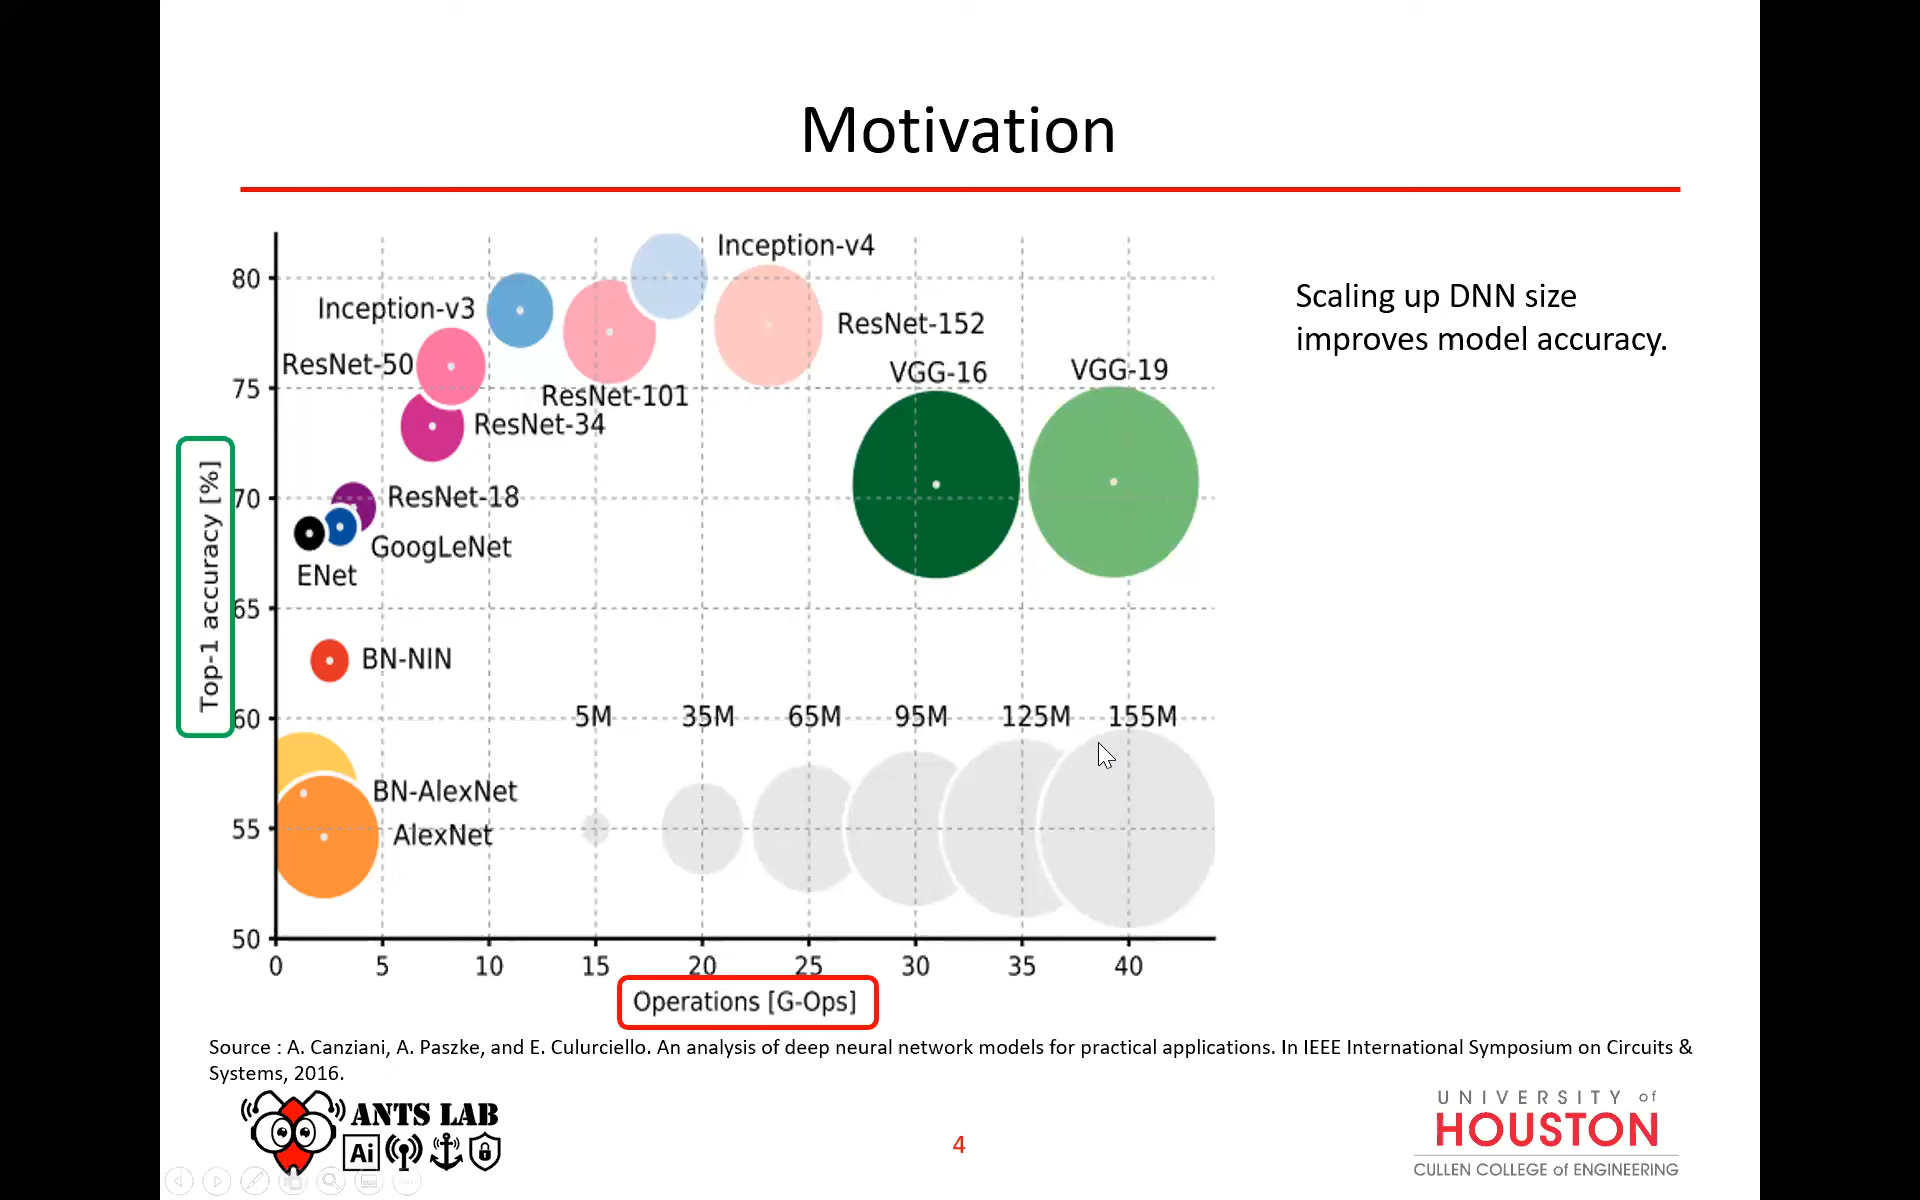 Motivation
Inception-v4
80
Inception-v3
ResNet-152
ResNet-50
VGG-16
VGG-19
75
ResNet-101
ResNet-34
70
ResNet-18
GoogLeNet
ENet
65
BN-NIN
Top-1 accuracy [%]
60
5M 35M 65M 95M 125M 155M
BN-AlexNet
55
AlexNet
50
0 5 10 15 20 25 30 35 40
Operations [G-Ops]
Scaling up DNN size
improves model accuracy.
Source : A. Canziani, A. Paszke, and E. Culurciello. An analysis of deep neural network models for practical applications. In IEEE International Symposium on Circuits &
Systems, 2016.
ANTS LAB
Ai
4
UNIVERSITY of
HOUSTON
CULLEN COLLEGE of ENGINEERING